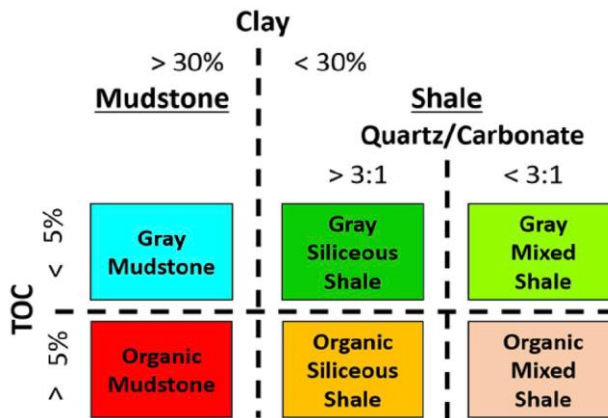 Clay
> 30%
< 30%
Mudstone
Shale
Quartz/Carbonate
> 3:1
< 3:1
TOC
< 5%
Gray
Mudstone
Gray
Siliceous
Shale
Gray
Mixed
Shale
> 5%
Organic
Mudstone
Organic
Siliceous
Shale
Organic
Mixed
Shale